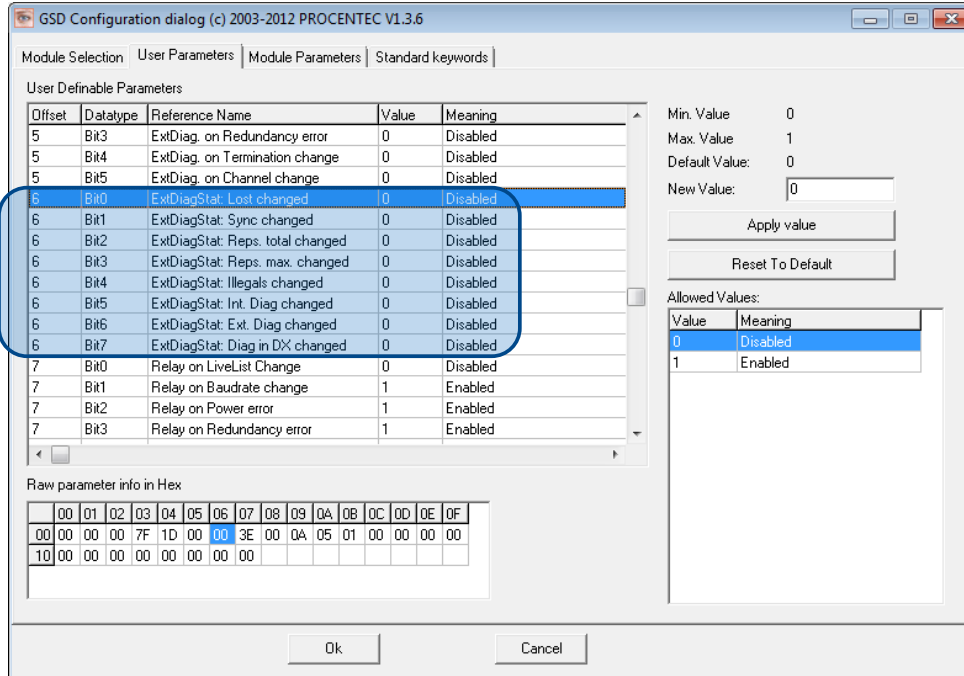 GSD Configuration dialog (c) 2003-2012 PROCENTEC V1.3.6
Module Selection User Parameters Module Parameters Standard keywords
User Definable Parameters
Offset Datatype Reference Name Value Meaning
5 Bit3 ExtDiag. on Redundancy error 0 Disabled
5 Bit4 ExtDiag. on Termination change 0 Disabled
5 Bit5 ExtDiag. on Channel change 0 Disabled
6 Bit0 ExtDiagStat: Lost changed 0 Disabled
6 Bit1 ExtDiagStat: Sync changed 0 Disabled
6 Bit2 ExtDiagStat: Reps. total changed 0 Disabled
6 Bit3 ExtDiagStat: Reps. max. changed 0 Disabled
6 Bit4 ExtDiagStat: Illegals changed 0 Disabled
6 Bit5 ExtDiagStat: Int. Diag changed 0 Disabled
6 Bit6 ExtDiagStat: Ext. Diag changed 0 Disabled
6 Bit7 ExtDiagStat: Diag in DX changed 0 Disabled
7 Bit0 Relay on LiveList Change 0 Disabled
7 Bit1 Relay on Baudrate change 1 Enabled
7 Bit2 Relay on Power error 1 Enabled
7 Bit3 Relay on Redundancy error 1 Enabled
Min. Value 0
Max. Value 1
Default Value: 0
New Value: 0
Apply value
Reset To Default
Allowed Values:
Value Meaning
0 Disabled
1 Enabled
Raw parameter info in Hex
00 01 02 03 04 05 06 07 08 09 0A 0B 0C 0D 0E 0F
00 00 00 00 7F 1D 00 00 3E 00 0A 05 01 00 00 00 00
10 00 00 00 00 00 00 00 00
Ok Cancel